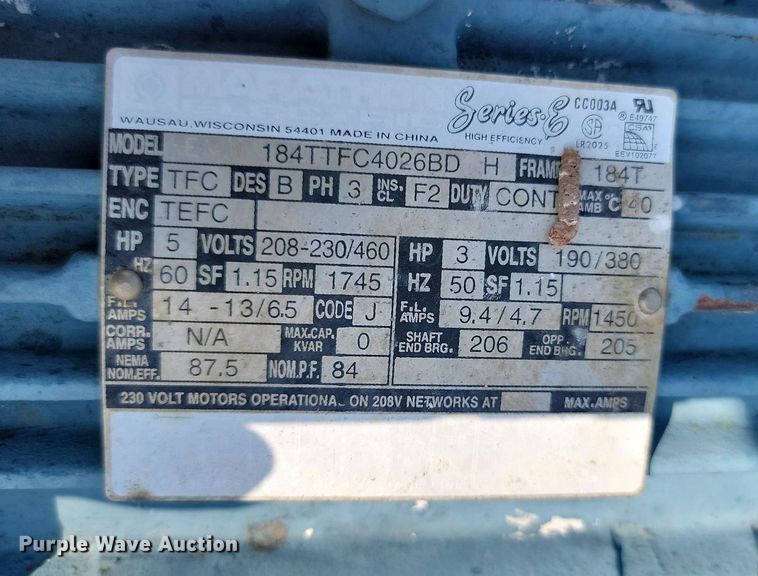 Series-E CC003A
® E49747
WAUSAU, WISCONSIN 54401 MADE IN CHINA HIGH EFFICIENCY SA LR2025 EEV102077
MODEL 184TTFC4026BD H FRAME 184T
TYPE TFC DES B PH 3 INS. CL F2 DUTY CONT MAX AMB °C 40
ENC TEFC
HP 5 VOLTS 208-230/460 HP 3 VOLTS 190/380
HZ 60 SF 1.15 RPM 1745 HZ 50 SF 1.15
F.L. AMPS 14 - 13/6.5 CODE J F.L. AMPS 9.4/4.7 RPM 1450
CORR. AMPS N/A MAX.CAP. KVAR 0 SHAFT END BRG. 206 OPP END BRG. 205
NEMA NOM.EFF. 87.5 NOM.P.F. 84
230 VOLT MOTORS OPERATIONAL ON 208V NETWORKS AT MAX.AMPS
Purple Wave Auction